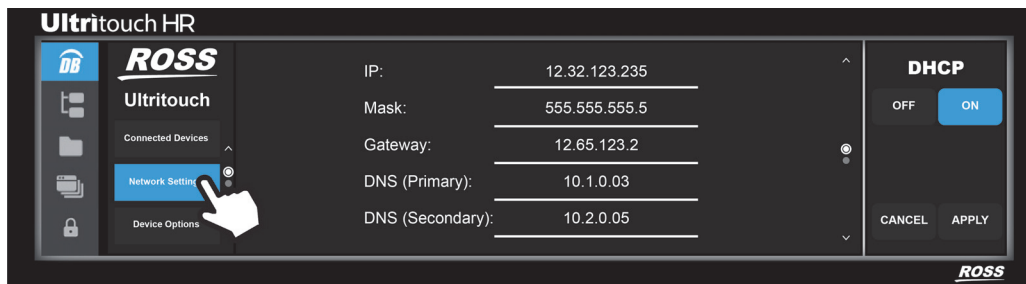 Ultritouch HR
DB
ROSS
Ultritouch
Connected Devices
Network Setting
Device Options
IP: 12.32.123.235
Mask: 555.555.555.5
Gateway: 12.65.123.2
DNS (Primary): 10.1.0.03
DNS (Secondary): 10.2.0.05
DHCP
OFF ON
CANCEL APPLY
ROSS